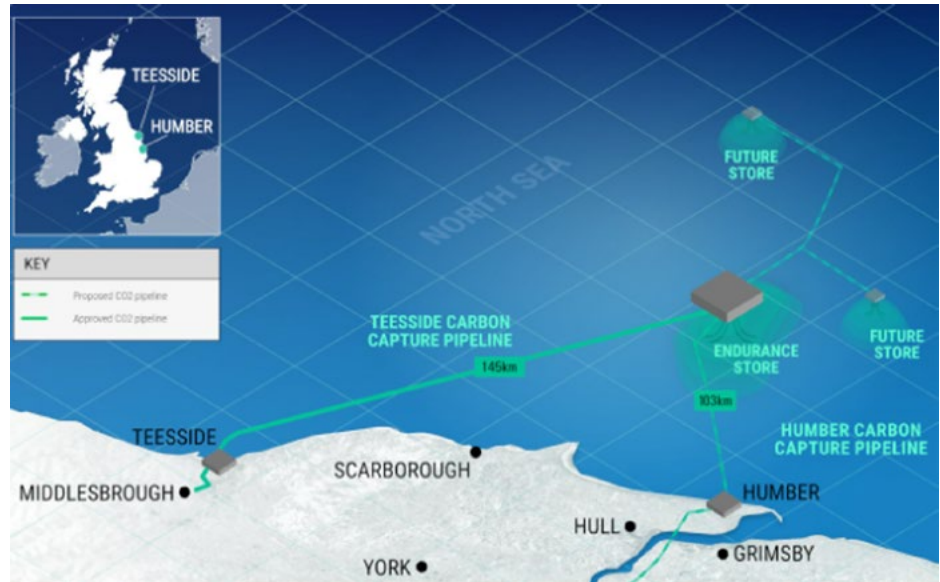 TEESSIDE
HUMBER
KEY
Proposed CO2 pipeline
Approved CO2 pipeline
NORTH SEA
FUTURE
STORE
TEESSIDE CARBON
CAPTURE PIPELINE
145km
ENDURANCE
STORE
FUTURE
STORE
103km
HUMBER CARBON
CAPTURE PIPELINE
TEESSIDE
SCARBOROUGH
MIDDLESBROUGH
HUMBER
HULL
GRIMSBY
YORK